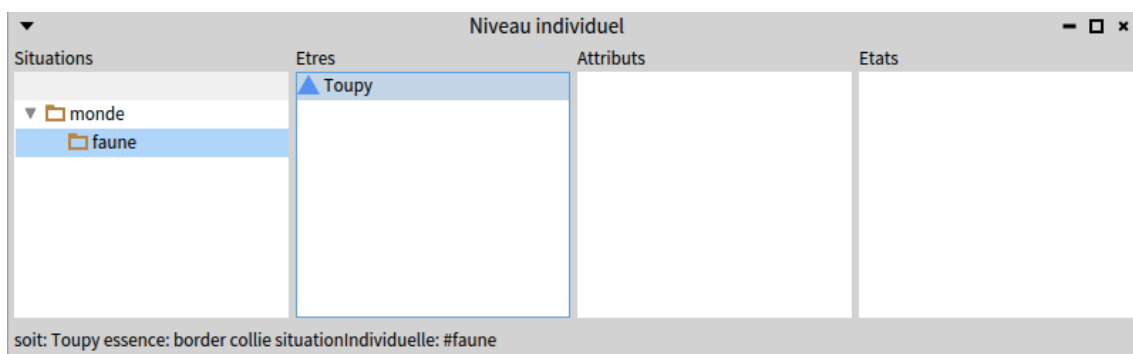 Niveau individuel
Situations Etres Attributs Etats
Toupy
monde
faune
soit: Toupy essence: border collie situationIndividuelle: #faune